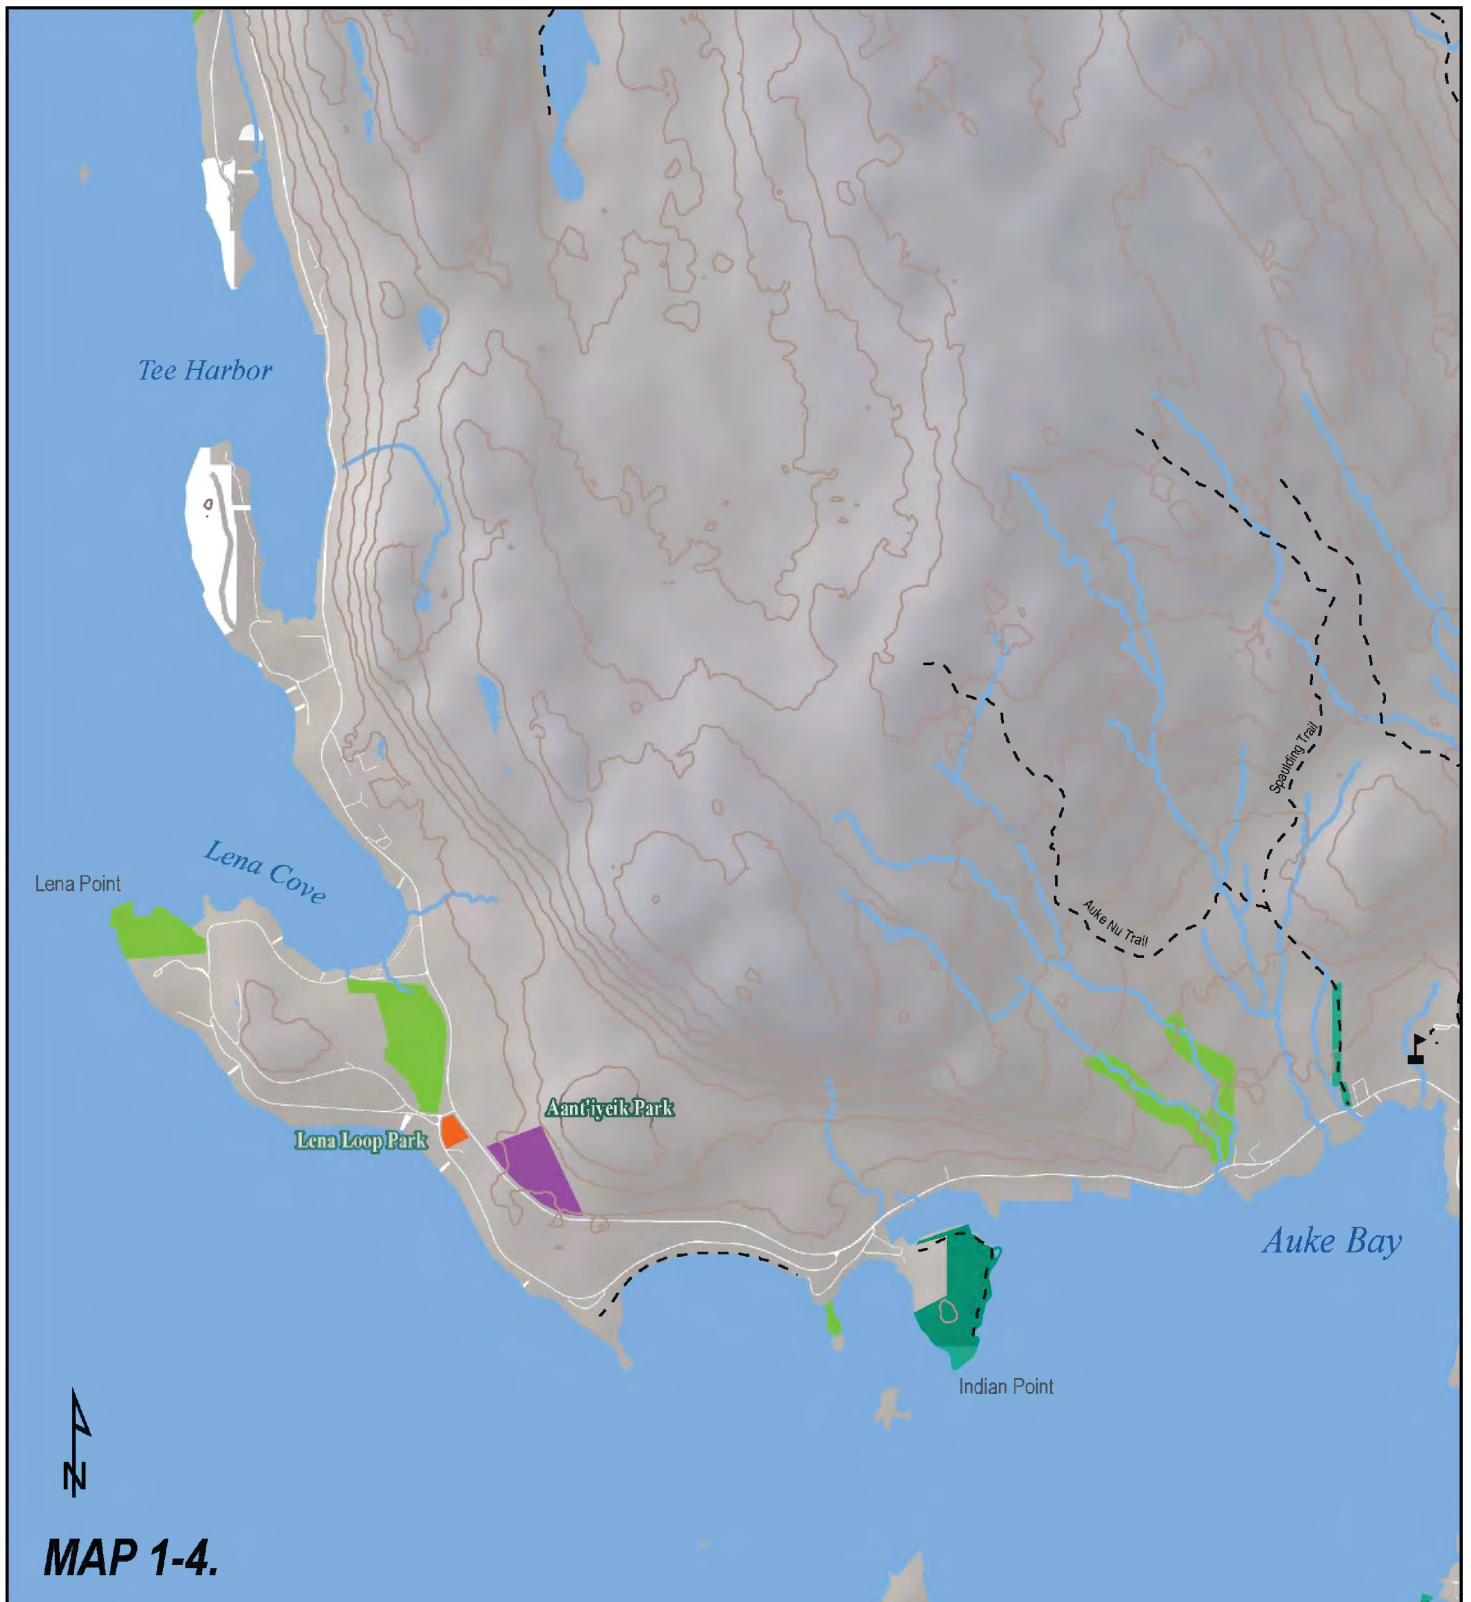 Tee Harbor
Spaulding Trail
Lena Cove
Lena Point
Auke Nu Trail
Aant'iyeik Park
Lena Loop Park
Auke Bay
Indian Point
N
MAP 1-4.